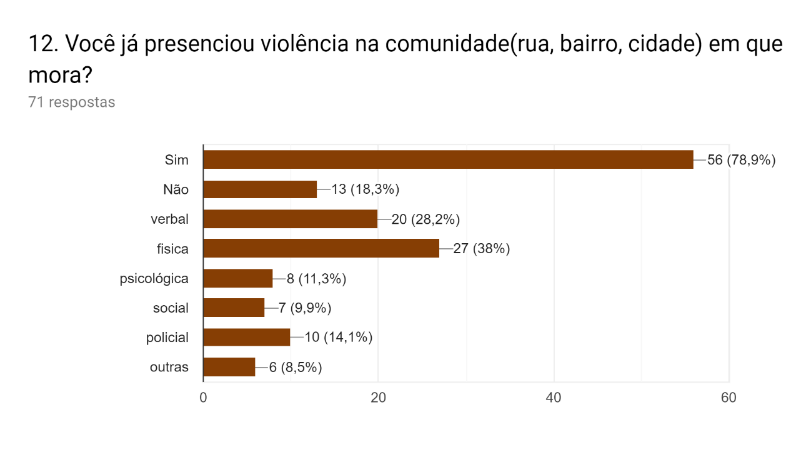 12. Você já presenciou violência na comunidade(rua, bairro, cidade) em que
mora?
71 respostas
Sim 56 (78,9%)
Não 13 (18,3%)
verbal 20 (28,2%)
física 27 (38%)
psicológica 8 (11,3%)
social 7 (9,9%)
policial 10 (14,1%)
outras 6 (8,5%)
0 20 40 60